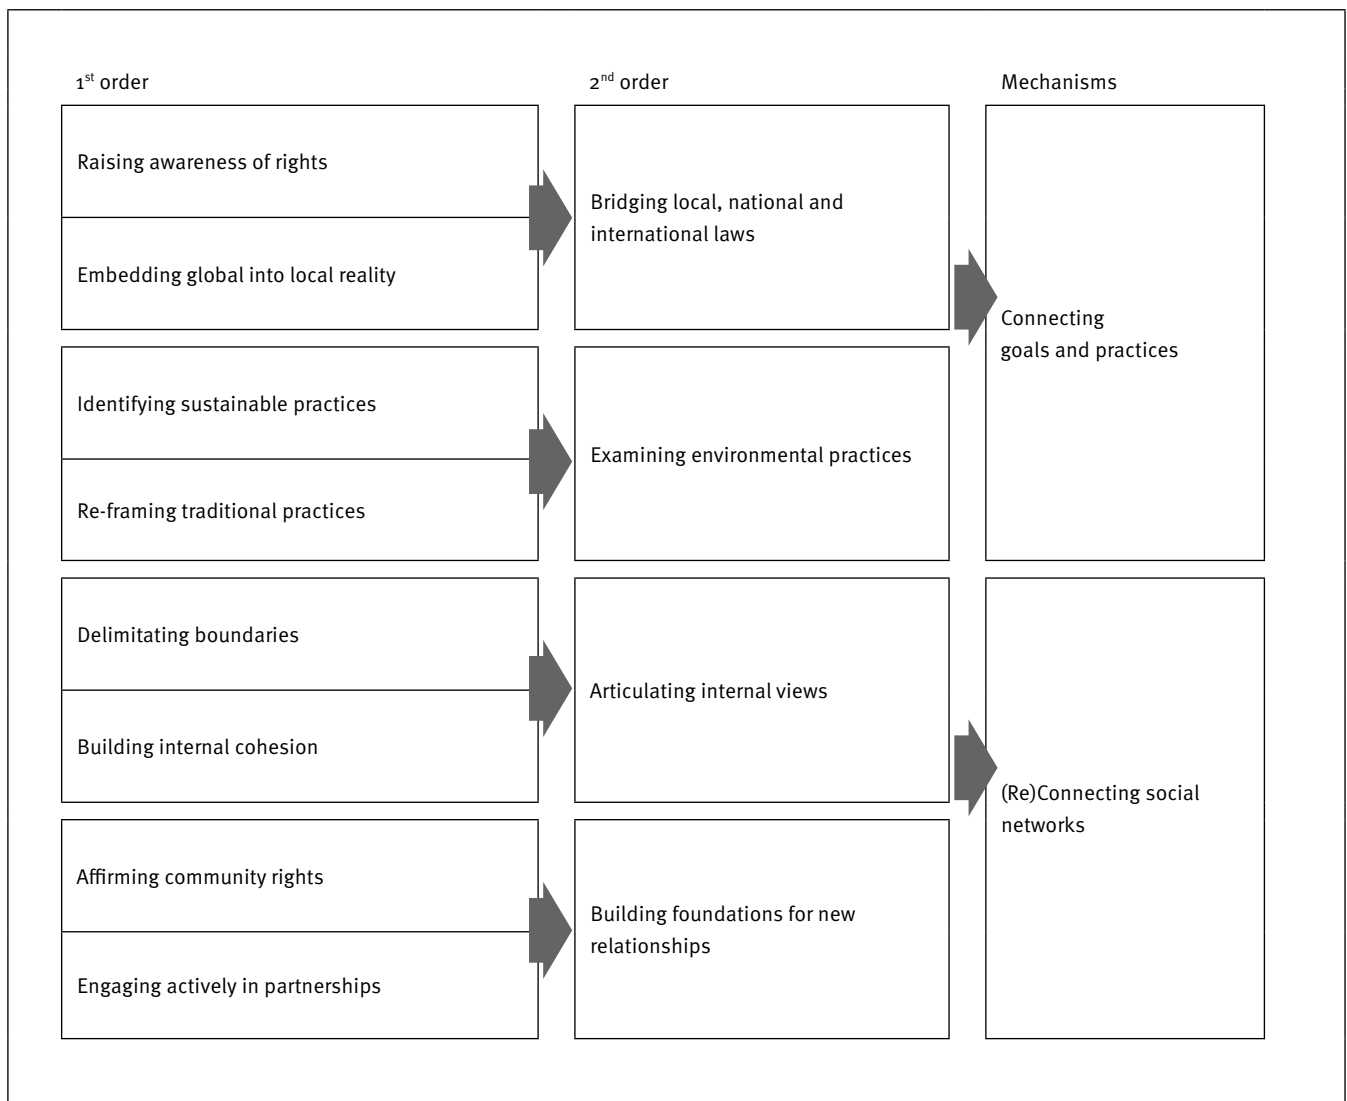 1st order
2nd order
Mechanisms
Raising awareness of rights
Embedding global into local reality
Bridging local, national and
international laws
Connecting
goals and practices
Identifying sustainable practices
Re-framing traditional practices
Examining environmental practices
Delimitating boundaries
Building internal cohesion
Articulating internal views
(Re)Connecting social
networks
Affirming community rights
Engaging actively in partnerships
Building foundations for new
relationships